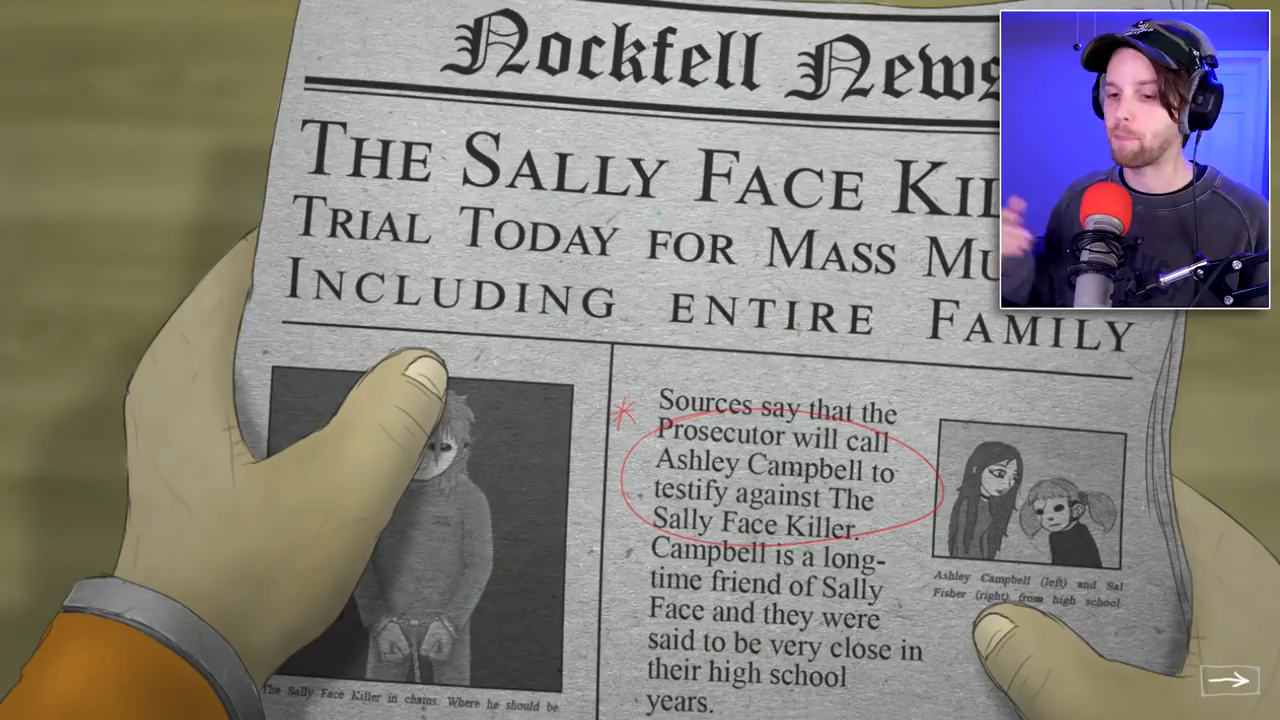 Nockfell News
The Sally Face
Trial Today for Mass
Including entire Family
*
Sources say that the
Prosecutor will call
Ashley Campbell to
testify against The
Sally Face Killer.
Campbell is a long-
time friend of Sally
Face and they were
said to be very close in
their high school
years.
Ashley Campbell (left) and Sal
Fisher (right) from high school.
The Sally Face Killer in chains. Where he should be.